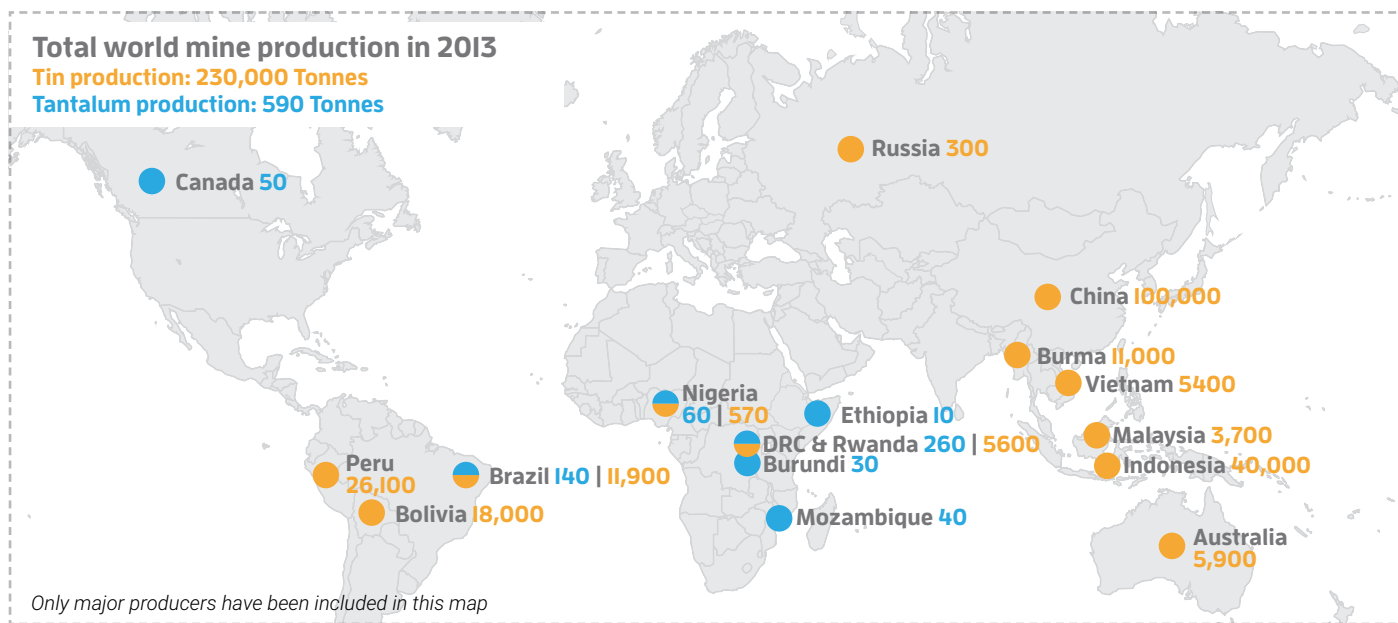 Total world mine production in 2013
Tin production: 230,000 Tonnes
Tantalum production: 590 Tonnes
Russia 300
Canada 50
China 100,000
Burma 11,000
Vietnam 5400
Nigeria
60 | 570
Ethiopia 10
DRC & Rwanda 260 | 5600
Malaysia 3,700
Burundi 30
Indonesia 40,000
Peru
26,100
Brazil 140 | 11,900
Bolivia 18,000
Mozambique 40
Australia
5,900
Only major producers have been included in this map